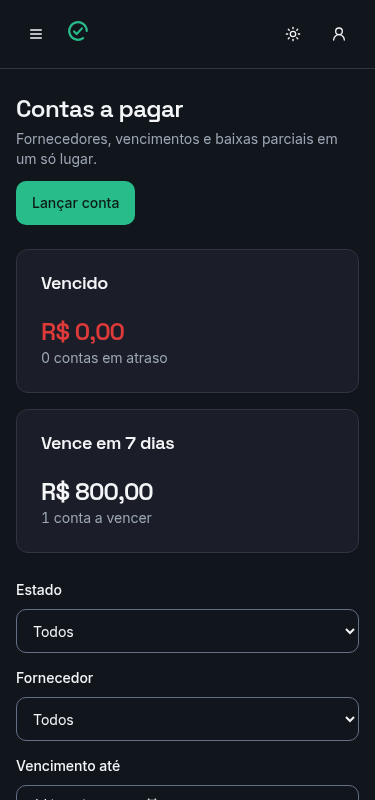 Contas a pagar
Fornecedores, vencimentos e baixas parciais em
um só lugar.
Lançar conta
Vencido
R$ 0,00
0 contas em atraso
Vence em 7 dias
R$ 800,00
1 conta a vencer
Estado
Todos
Fornecedor
Todos
Vencimento até